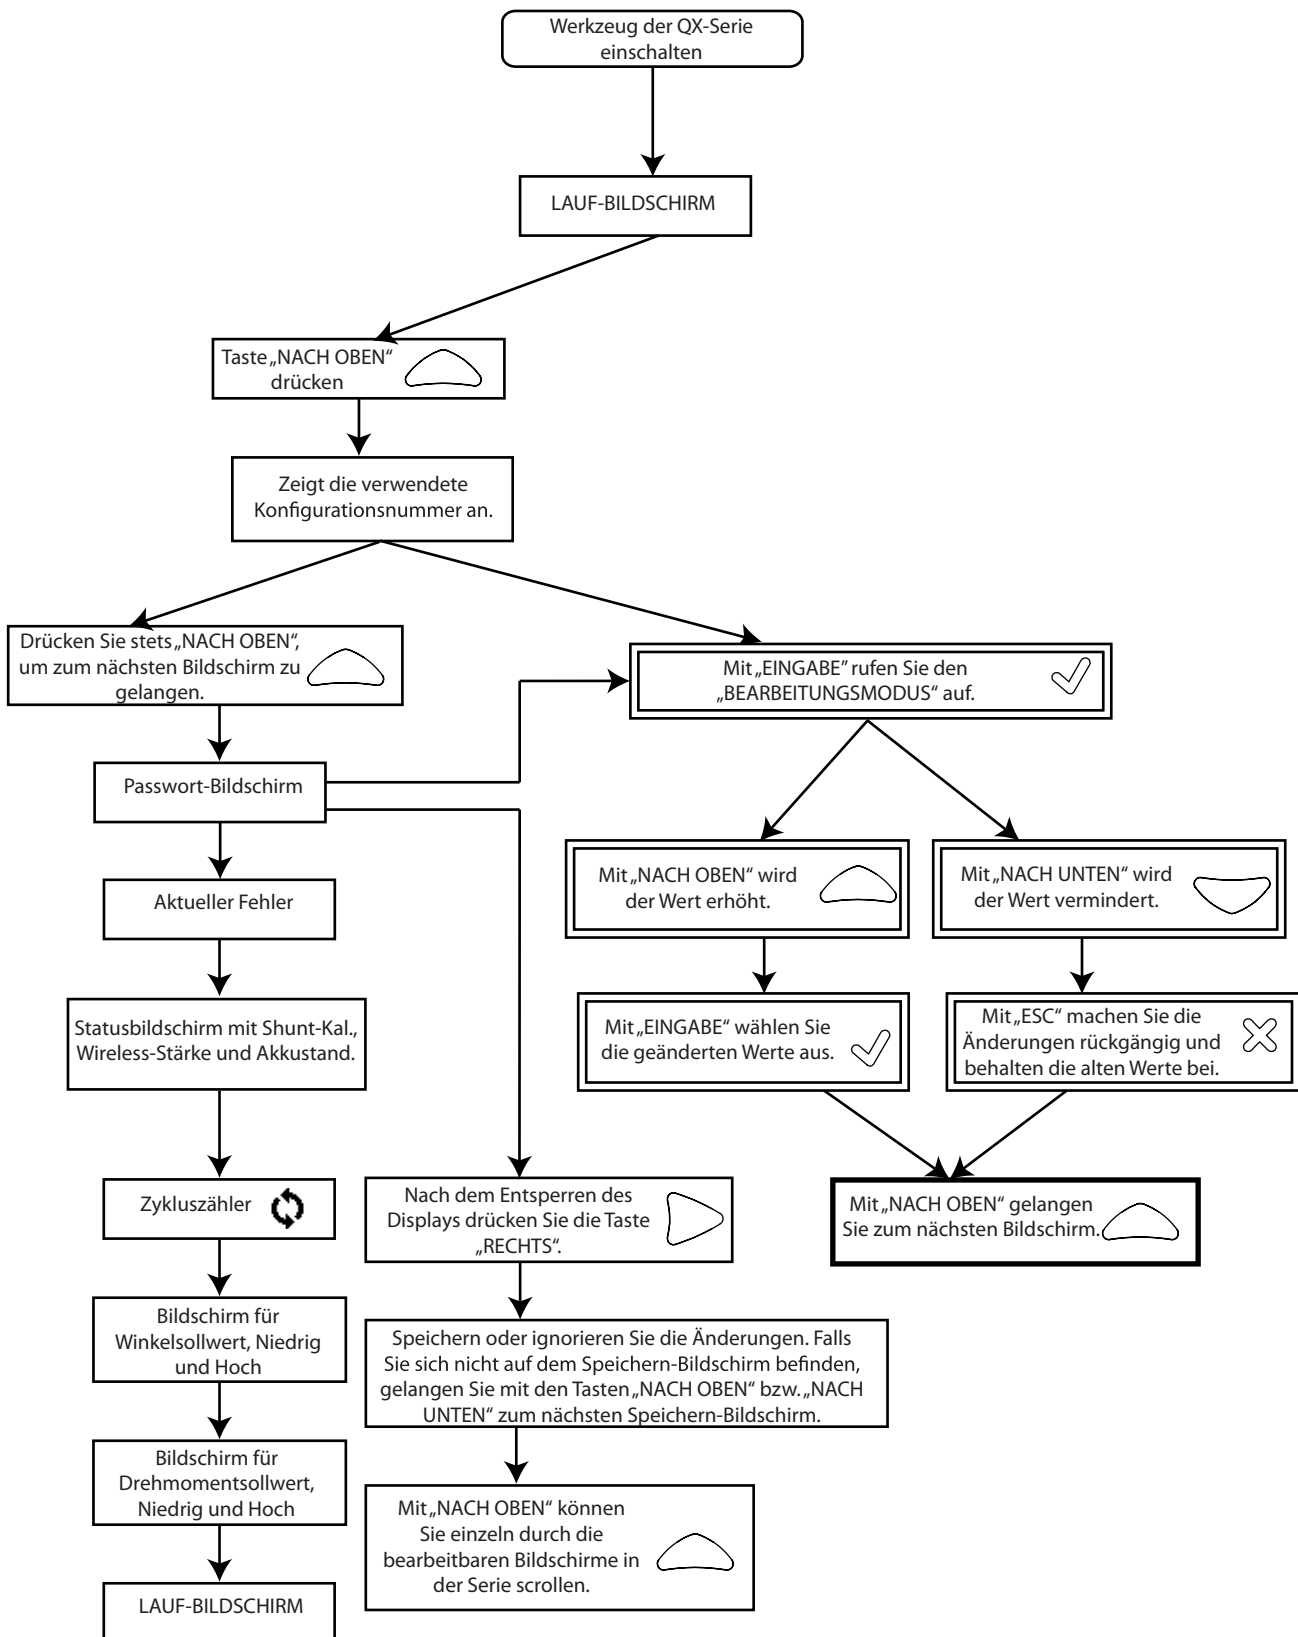 Werkzeug der QX-Serie
einschalten
LAUF-BILDSCHIRM
Taste „NACH OBEN“
drücken
Zeigt die verwendete
Konfigurationsnummer an.
Drücken Sie stets „NACH OBEN“,
um zum nächsten Bildschirm zu
gelangen.
Mit „EINGABE“ rufen Sie den
„BEARBEITUNGSMODUS“ auf.
Passwort-Bildschirm
Mit „NACH OBEN“ wird
der Wert erhöht.
Mit „NACH UNTEN“ wird
der Wert vermindert.
Aktueller Fehler
Statusbildschirm mit Shunt-Kal.,
Wireless-Stärke und Akkustand.
Mit „EINGABE“ wählen Sie
die geänderten Werte aus.
Mit „ESC“ machen Sie die
Änderungen rückgängig und
behalten die alten Werte bei.
Zykluszähler
Nach dem Entsperren des
Displays drücken Sie die Taste
„RECHTS“.
Mit „NACH OBEN“ gelangen
Sie zum nächsten Bildschirm.
Bildschirm für
Winkelsollwert, Niedrig
und Hoch
Speichern oder ignorieren Sie die Änderungen. Falls
Sie sich nicht auf dem Speichern-Bildschirm befinden,
gelangen Sie mit den Tasten „NACH OBEN“ bzw. „NACH
UNTEN“ zum nächsten Speichern-Bildschirm.
Bildschirm für
Drehmomentsollwert,
Niedrig und Hoch
Mit „NACH OBEN“ können
Sie einzeln durch die
bearbeitbaren Bildschirme in
der Serie scrollen.
LAUF-BILDSCHIRM